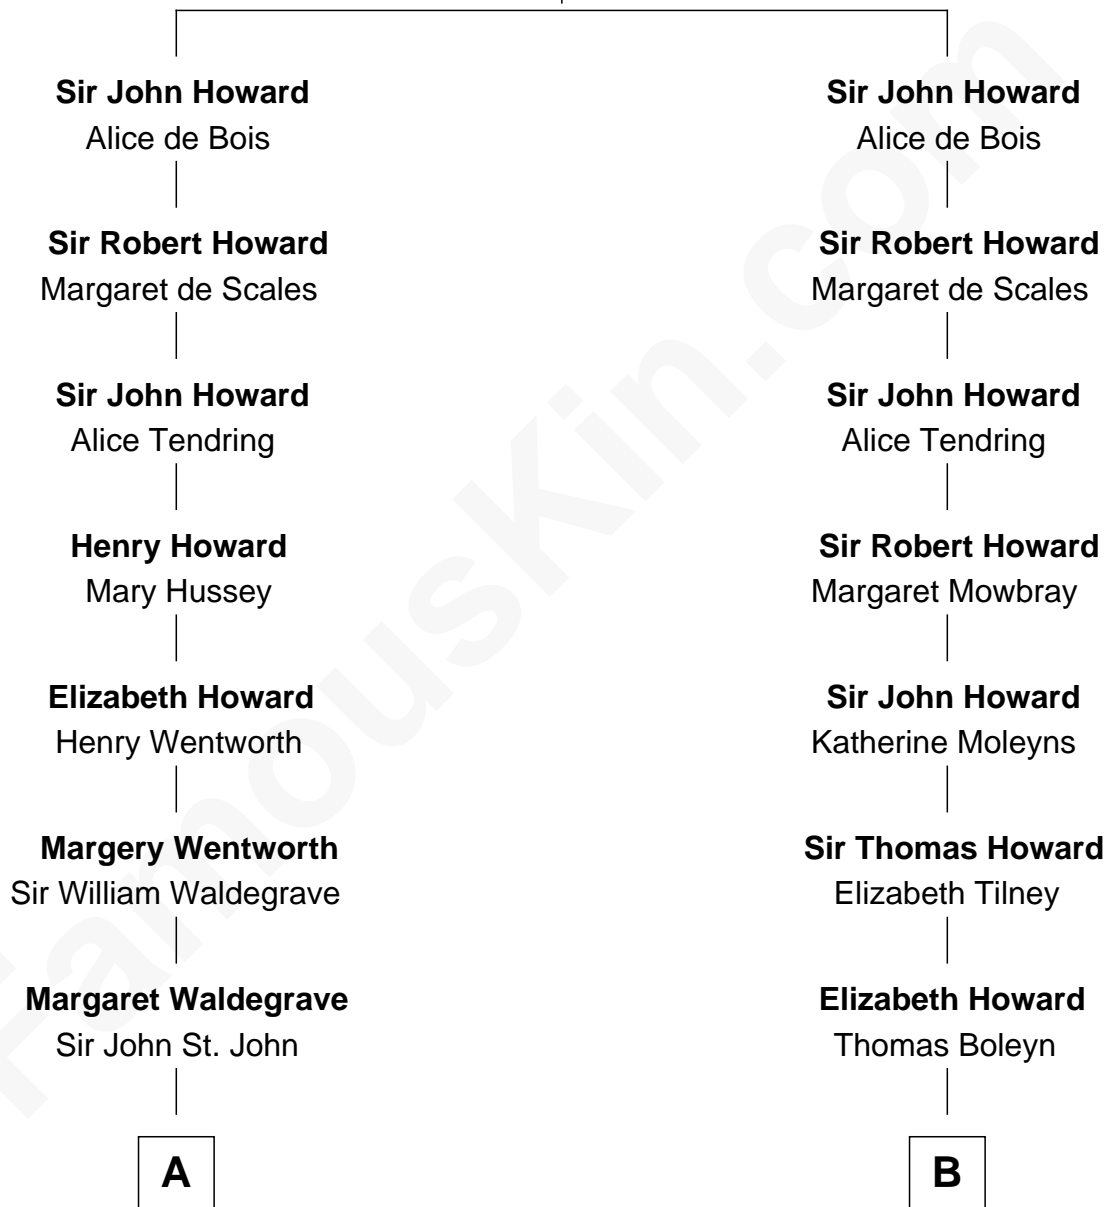 Sir John Howard
Alice de Bois
Sir Robert Howard
Margaret de Scales
Sir John Howard
Alice Tendring
Henry Howard
Mary Hussey
Elizabeth Howard
Henry Wentworth
Margery Wentworth
Sir William Waldegrave
Margaret Waldegrave
Sir John St. John
A
Sir John Howard
Alice de Bois
Sir Robert Howard
Margaret de Scales
Sir John Howard
Alice Tendring
Sir Robert Howard
Margaret Mowbray
Sir John Howard
Katherine Moleyns
Sir Thomas Howard
Elizabeth Tilney
Elizabeth Howard
Thomas Boleyn
B
FamousKin.com